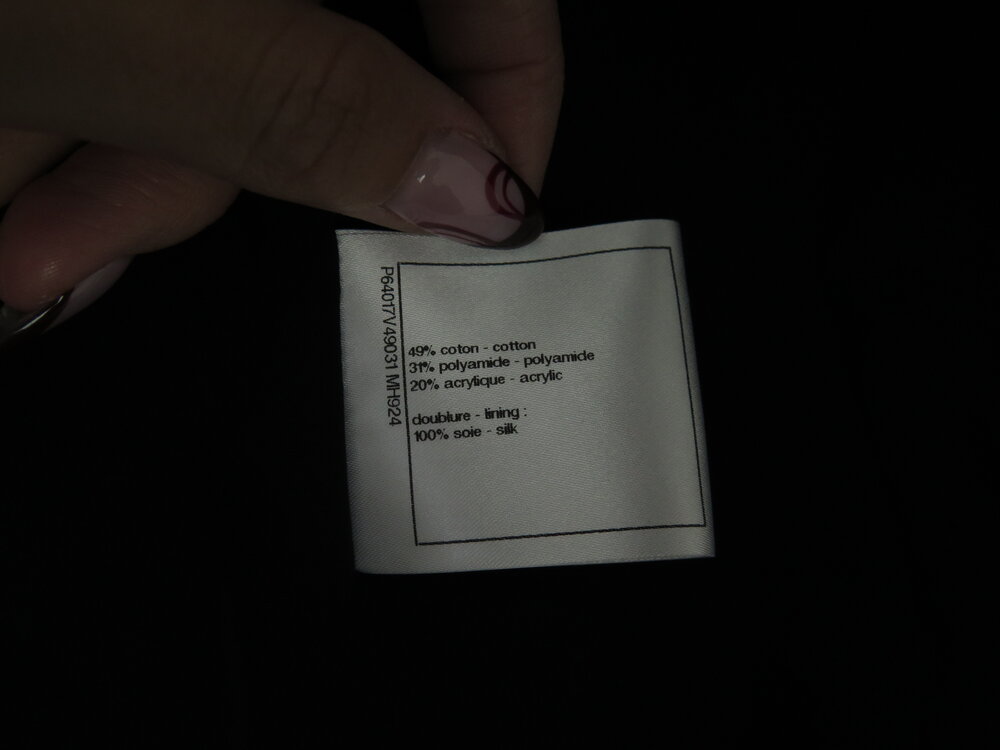 P64017V49031 MH924
49% coton - cotton
31% polyamide - polyamide
20% acrylique - acrylic
doublure - lining :
100% soie - silk